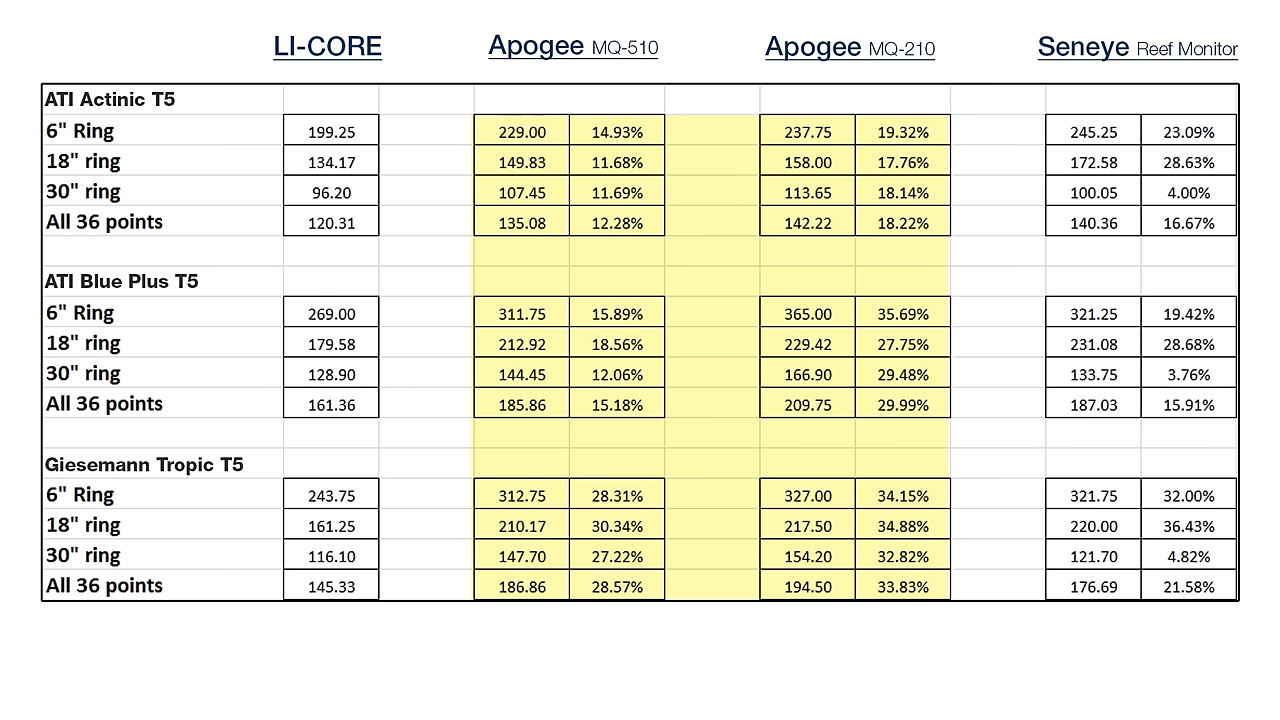 LI-CORE Apogee MQ-510 Apogee MQ-210 Seneye Reef Monitor
ATI Actinic T5
6" Ring 199.25 229.00 14.93% 237.75 19.32% 245.25 23.09%
18" ring 134.17 149.83 11.68% 158.00 17.76% 172.58 28.63%
30" ring 96.20 107.45 11.69% 113.65 18.14% 100.05 4.00%
All 36 points 120.31 135.08 12.28% 142.22 18.22% 140.36 16.67%
ATI Blue Plus T5
6" Ring 269.00 311.75 15.89% 365.00 35.69% 321.25 19.42%
18" ring 179.58 212.92 18.56% 229.42 27.75% 231.08 28.68%
30" ring 128.90 144.45 12.06% 166.90 29.48% 133.75 3.76%
All 36 points 161.36 185.86 15.18% 209.75 29.99% 187.03 15.91%
Giesemann Tropic T5
6" Ring 243.75 312.75 28.31% 327.00 34.15% 321.75 32.00%
18" ring 161.25 210.17 30.34% 217.50 34.88% 220.00 36.43%
30" ring 116.10 147.70 27.22% 154.20 32.82% 121.70 4.82%
All 36 points 145.33 186.86 28.57% 194.50 33.83% 176.69 21.58%